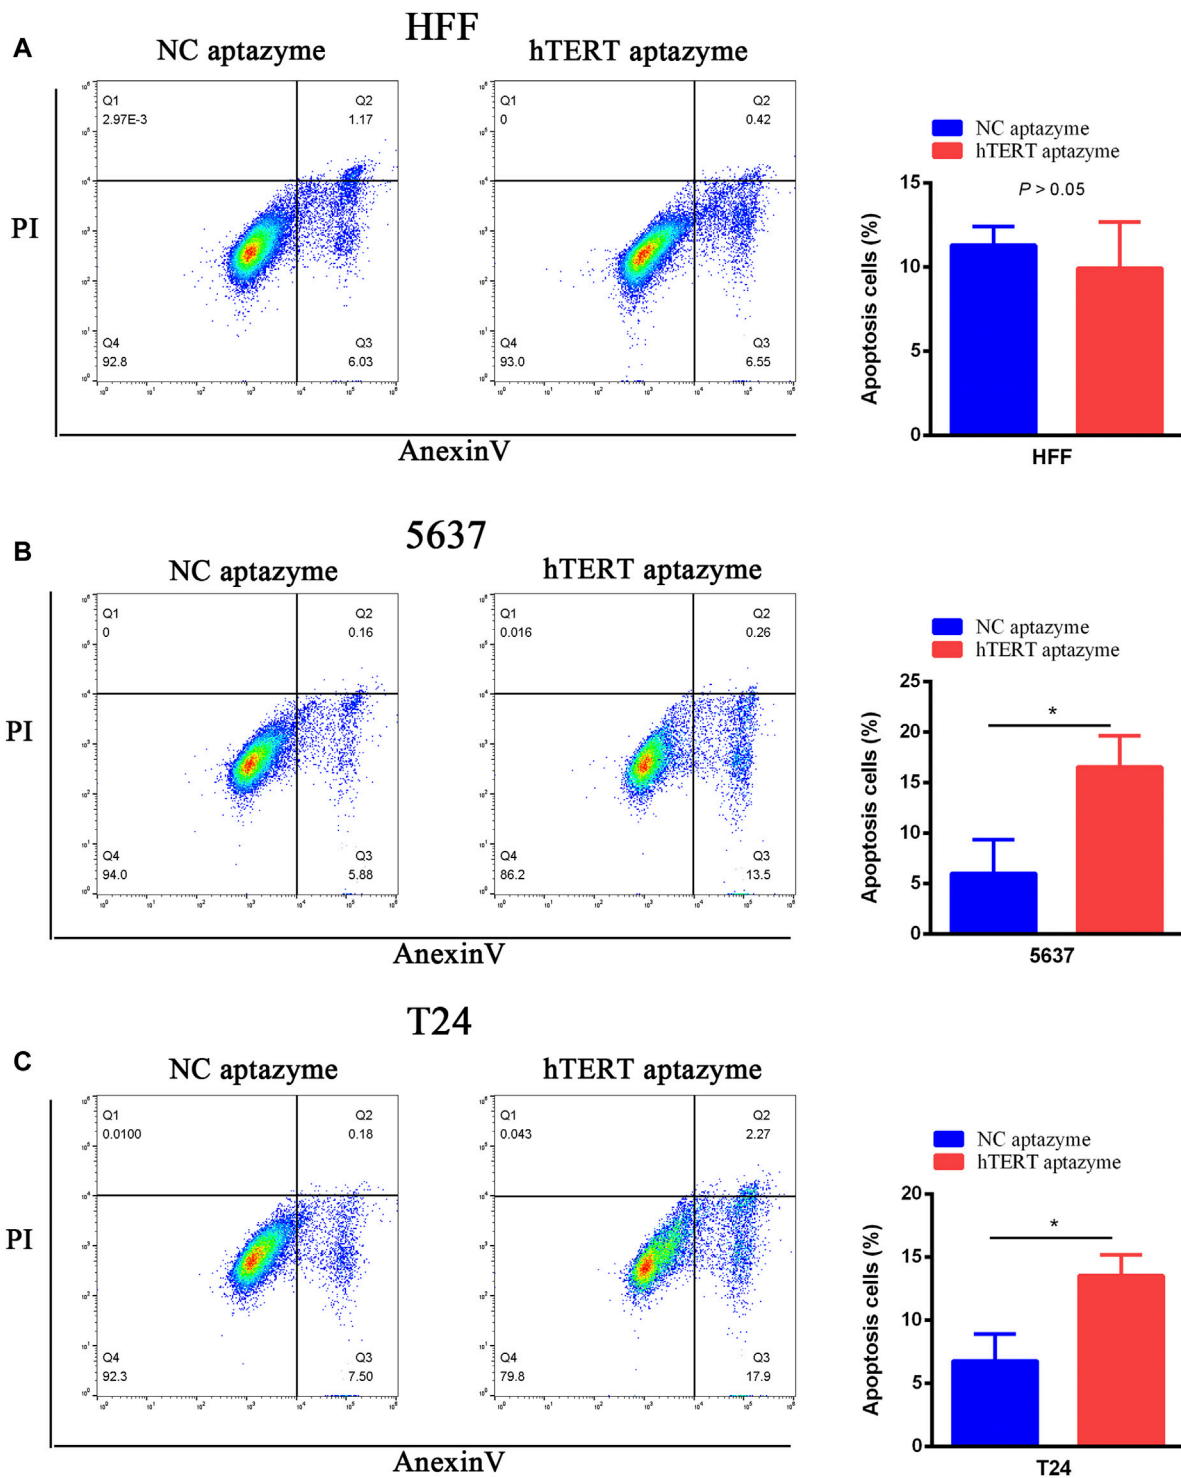 A
HFF
NC aptazyme
hTERT aptazyme
PI
Q1
2.97E-3
Q2
1.17
Q4
92.8
Q3
6.03
Q1
0
Q2
0.42
Q4
93.0
Q3
6.55
AnexinV
NC aptazyme
hTERT aptazyme
P > 0.05
Apoptosis cells (%)
15
10
5
0
HFF
B
5637
NC aptazyme
hTERT aptazyme
PI
Q1
0
Q2
0.16
Q4
94.0
Q3
5.88
Q1
0.016
Q2
0.26
Q4
86.2
Q3
13.5
AnexinV
NC aptazyme
hTERT aptazyme
*
Apoptosis cells (%)
25
20
15
10
5
0
5637
C
T24
NC aptazyme
hTERT aptazyme
PI
Q1
0.0100
Q2
0.18
Q4
92.3
Q3
7.50
Q1
0.043
Q2
2.27
Q4
79.8
Q3
17.9
AnexinV
NC aptazyme
hTERT aptazyme
*
Apoptosis cells (%)
20
15
10
5
0
T24